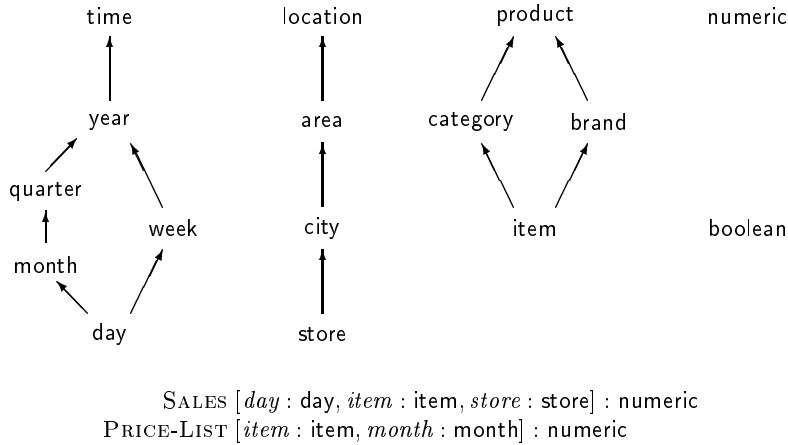 time location product numeric
year area category brand
quarter
week city item boolean
month
day store
SALES [day : day, item : item, store : store] : numeric
PRICE-LIST [item : item, month : month] : numeric